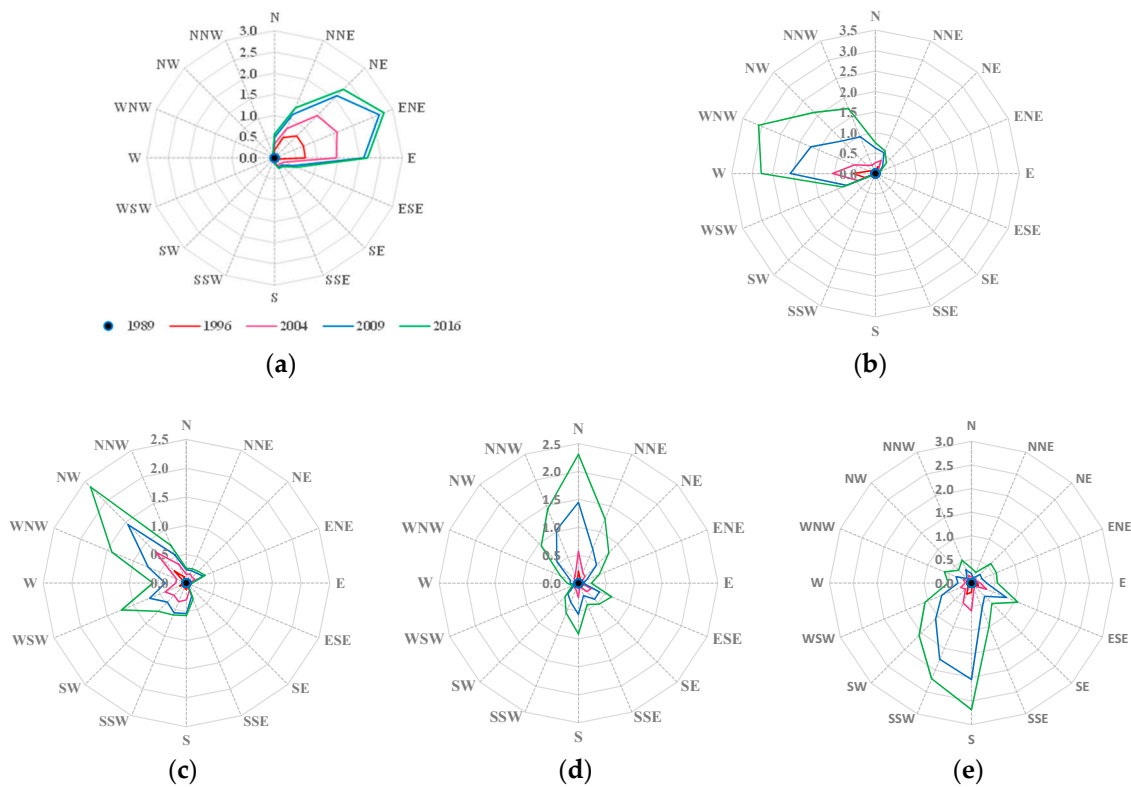 N
NNW NNE
NW NE
WNW ENE
W E
WSW ESE
SW SE
SSW SSE
S
3.0
2.5
2.0
1.5
1.0
0.5
0.0
1989 1996 2004 2009 2016
(a)
N
NNW NNE
NW NE
WNW ENE
W E
WSW ESE
SW SE
SSW SSE
S
3.5
3.0
2.5
2.0
1.5
1.0
0.5
0.0
(b)
N
NNW NNE
NW NE
WNW ENE
W E
WSW ESE
SW SE
SSW SSE
S
2.5
2.0
1.5
1.0
0.5
0.0
(c)
N
NNW NNE
NW NE
WNW ENE
W E
WSW ESE
SW SE
SSW SSE
S
2.5
2.0
1.5
1.0
0.5
0.0
(d)
N
NNW NNE
NW NE
WNW ENE
W E
WSW ESE
SW SE
SSW SSE
S
3.0
2.5
2.0
1.5
1.0
0.5
0.0
(e)